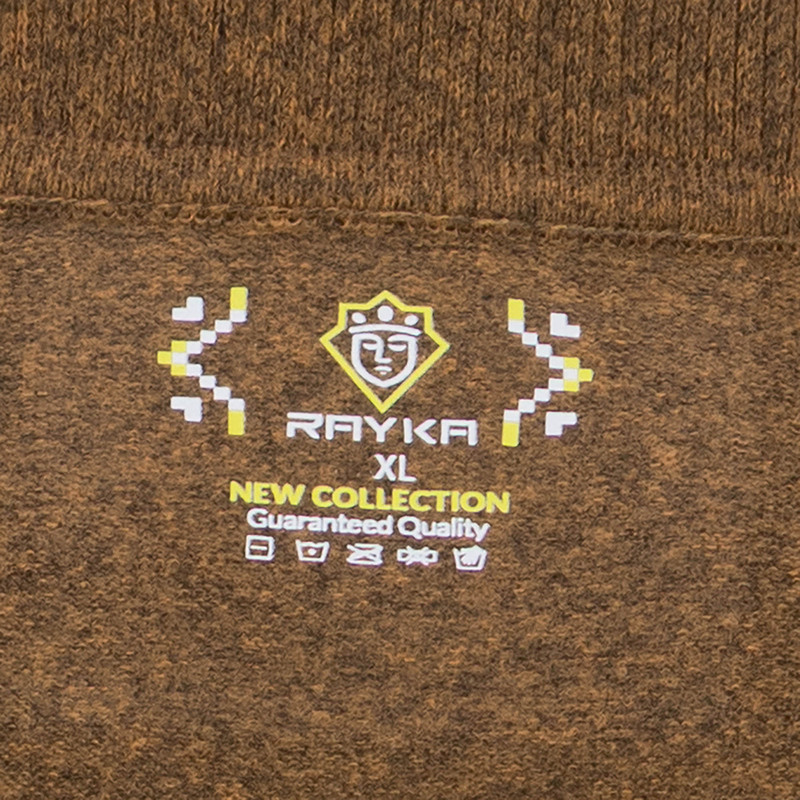 RAYKA
XL
NEW COLLECTION
Guaranteed Quality